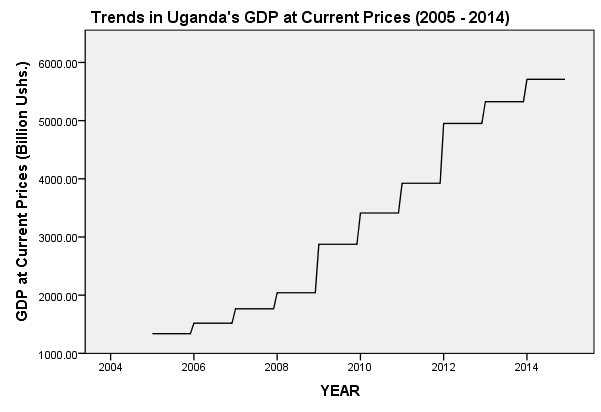 Trends in Uganda's GDP at Current Prices (2005 - 2014)
GDP at Current Prices (Billion Ushs.)
6000.00
5000.00
4000.00
3000.00
2000.00
1000.00
2004 2006 2008 2010 2012 2014
YEAR